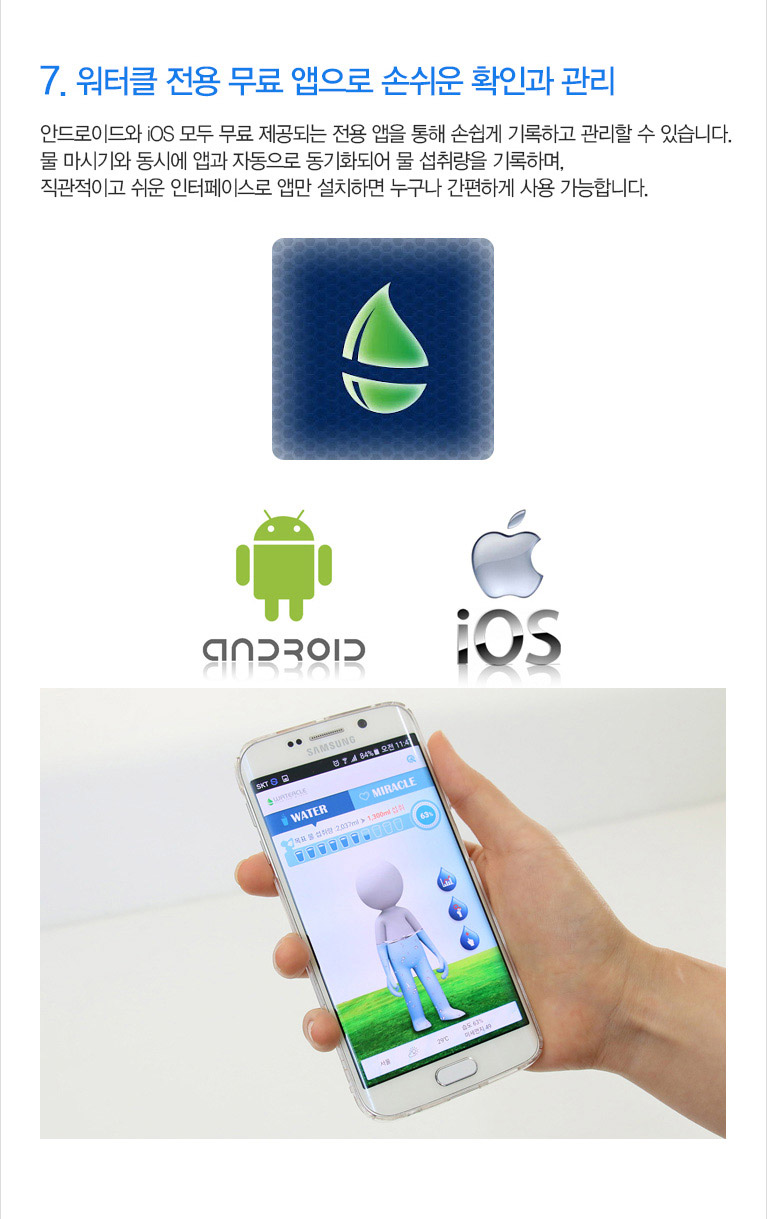 7. 워터클 전용 무료 앱으로 손쉬운 확인과 관리
안드로이드와 iOS 모두 무료 제공되는 전용 앱을 통해 손쉽게 기록하고 관리할 수 있습니다.
물 마시기와 동시에 앱과 자동으로 동기화되어 물 섭취량을 기록하며,
직관적이고 쉬운 인터페이스로 앱만 설치하면 누구나 간편하게 사용 가능합니다.
ANDROID
iOS
SAMSUNG
SKT 84% 오전 11:4
WATERCLE
WATER MIRACLE
목표 물 섭취량 :2,037ml > 1,300ml 섭취
63%
서울 29℃ 습도 63%
미세먼지 49